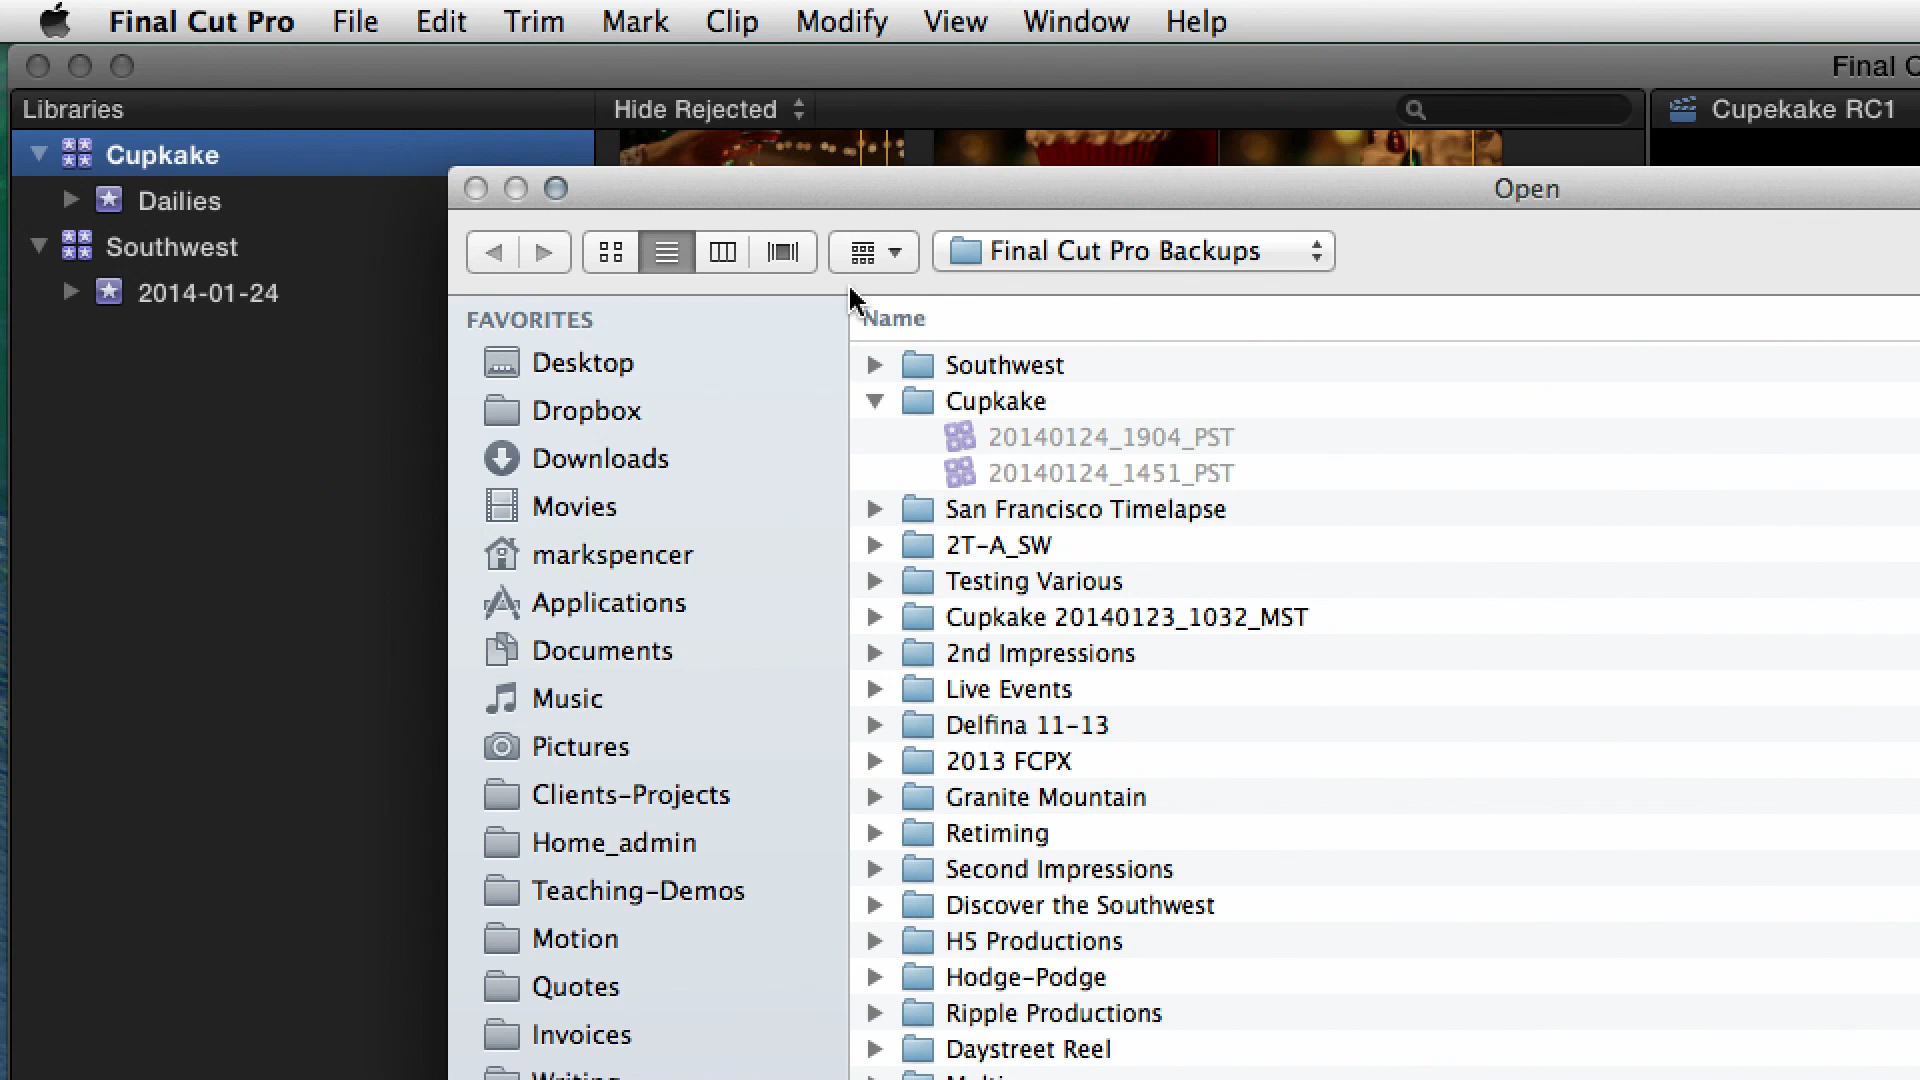 Final Cut Pro File Edit Trim Mark Clip Modify View Window Help
Final C
Libraries
Hide Rejected
Cupekake RC1
Cupkake
Dailies
Southwest
2014-01-24
Open
Final Cut Pro Backups
FAVORITES
Desktop
Dropbox
Downloads
Movies
markspencer
Applications
Documents
Music
Pictures
Clients-Projects
Home_admin
Teaching-Demos
Motion
Quotes
Invoices
Name
Southwest
Cupkake
20140124_1904_PST
20140124_1451_PST
San Francisco Timelapse
2T-A_SW
Testing Various
Cupkake 20140123_1032_MST
2nd Impressions
Live Events
Delfina 11-13
2013 FCPX
Granite Mountain
Retiming
Second Impressions
Discover the Southwest
H5 Productions
Hodge-Podge
Ripple Productions
Daystreet Reel